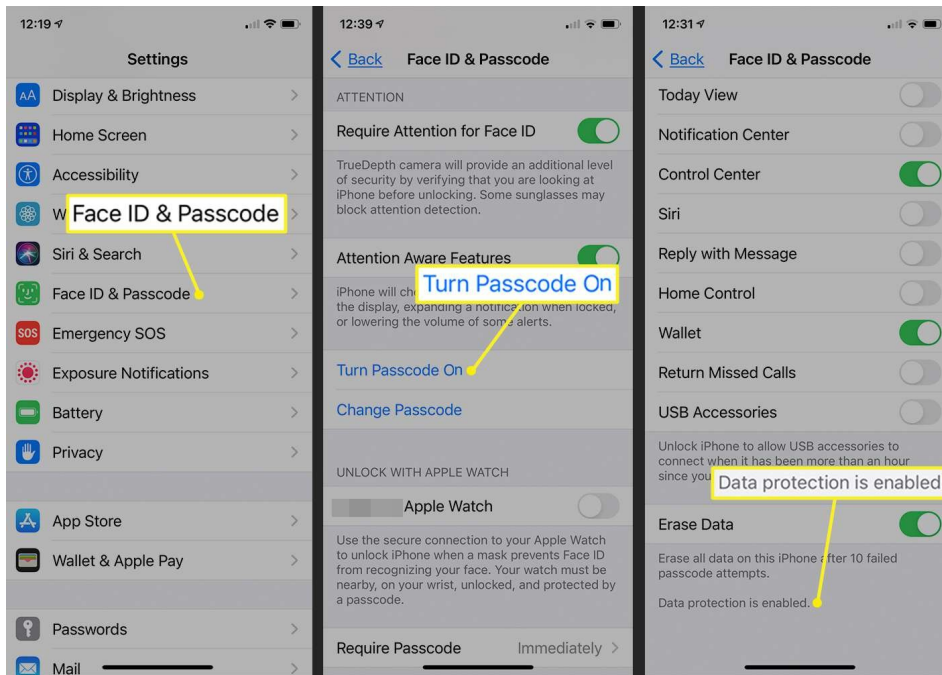 12:19
Settings
AA Display & Brightness
Home Screen
Accessibility
W
Face ID & Passcode
Siri & Search
Face ID & Passcode
SOS Emergency SOS
Exposure Notifications
Battery
Privacy
App Store
Wallet & Apple Pay
Passwords
Mail
12:39
Back Face ID & Passcode
ATTENTION
Require Attention for Face ID
TrueDepth camera will provide an additional level
of security by verifying that you are looking at
iPhone before unlocking. Some sunglasses may
block attention detection.
Attention Aware Features
Turn Passcode On
iPhone will
the display, expanding a notification when locked,
or lowering the volume of some alerts.
Turn Passcode On
Change Passcode
UNLOCK WITH APPLE WATCH
Apple Watch
Use the secure connection to your Apple Watch
to unlock iPhone when a mask prevents Face ID
from recognizing your face. Your watch must be
nearby, on your wrist, unlocked, and protected by
a passcode.
Require Passcode Immediately
12:31
Back Face ID & Passcode
Today View
Notification Center
Control Center
Siri
Reply with Message
Home Control
Wallet
Return Missed Calls
USB Accessories
Unlock iPhone to allow USB accessories to
connect when it has been more than an hour
since you
Data protection is enabled
Erase Data
Erase all data on this iPhone after 10 failed
passcode attempts.
Data protection is enabled.